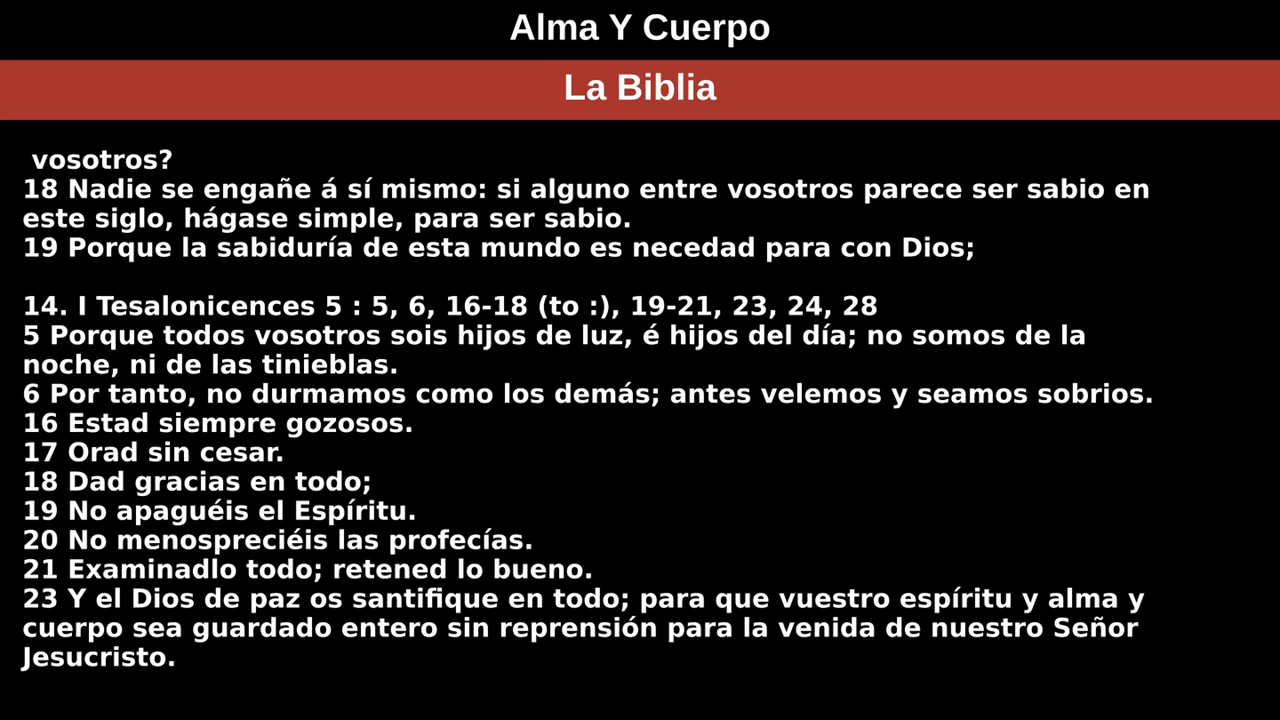 Alma Y Cuerpo
La Biblia
vosotros?
18 Nadie se engañe á sí mismo: si alguno entre vosotros parece ser sabio en
este siglo, hágase simple, para ser sabio.
19 Porque la sabiduría de esta mundo es necedad para con Dios;
14. I Tesalonicences 5 : 5, 6, 16-18 (to :), 19-21, 23, 24, 28
5 Porque todos vosotros sois hijos de luz, é hijos del día; no somos de la
noche, ni de las tinieblas.
6 Por tanto, no durmamos como los demás; antes velemos y seamos sobrios.
16 Estad siempre gozosos.
17 Orad sin cesar.
18 Dad gracias en todo;
19 No apaguéis el Espíritu.
20 No menospreciéis las profecías.
21 Examinadlo todo; retened lo bueno.
23 Y el Dios de paz os santifique en todo; para que vuestro espíritu y alma y
cuerpo sea guardado entero sin reprensión para la venida de nuestro Señor
Jesucristo.